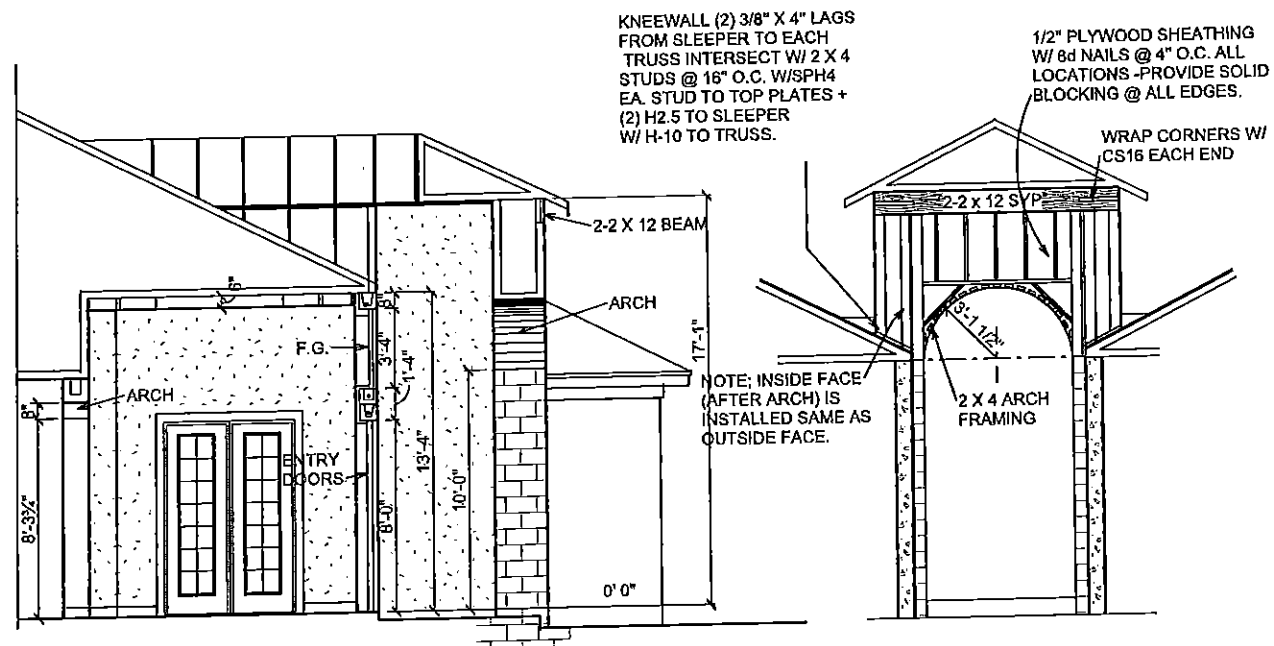 KNEEWALL (2) 3/8" X 4" LAGS
FROM SLEEPER TO EACH
TRUSS INTERSECT W/ 2 X 4
STUDS @ 16" O.C. W/SPH4
EA. STUD TO TOP PLATES +
(2) H2.5 TO SLEEPER
W/ H-10 TO TRUSS.
1/2" PLYWOOD SHEATHING
W/ 8d NAILS @ 4" O.C. ALL
LOCATIONS -PROVIDE SOLID
BLOCKING @ ALL EDGES.
WRAP CORNERS W/
CS16 EACH END
2-2 x 12 SYP
2-2 X 12 BEAM
ARCH
6"
8"
F.G.
3'-4"
1'-4"
17'-1"
ARCH
8"
ENTRY
DOORS
13'-4"
10'-0"
8'-0"
8'-3¾"
0' 0"
3-1 1/2"
NOTE; INSIDE FACE
(AFTER ARCH) IS
INSTALLED SAME AS
OUTSIDE FACE.
2 X 4 ARCH
FRAMING